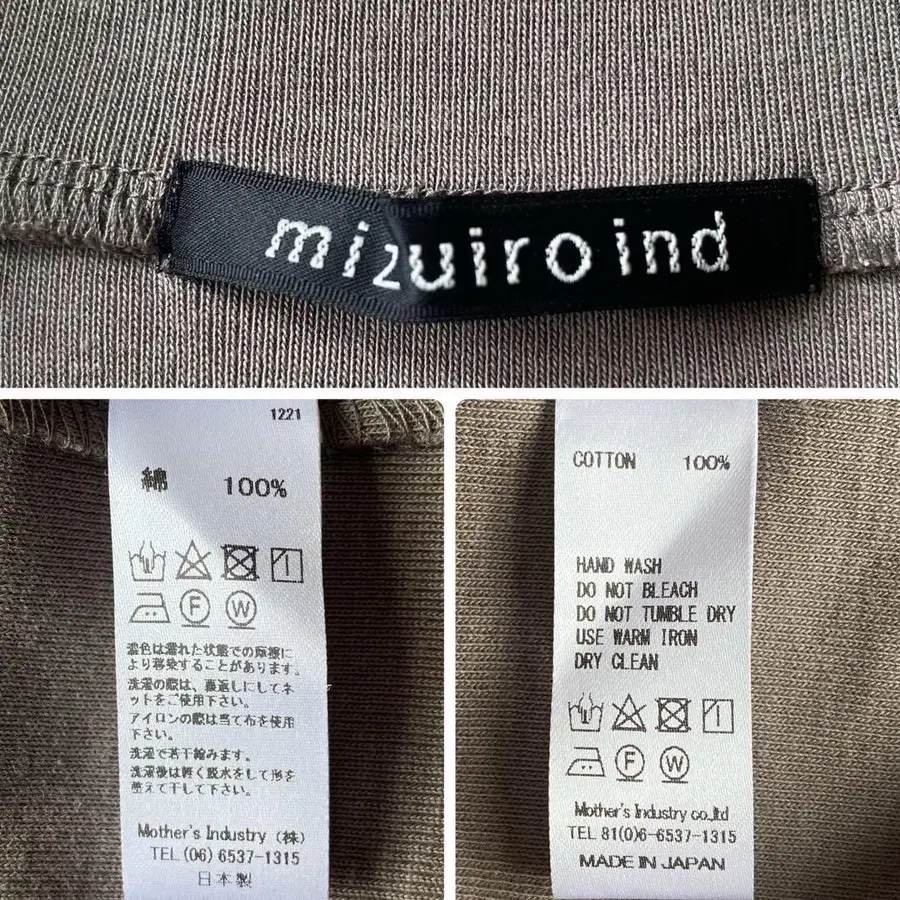 mizuiro ind
1221
綿 100%
F W
濃色は濡れた状態での摩擦に
より移染することがあります。
洗濯の際は、裏返しにしてネ
ットをご使用下さい。
アイロンの際は当て布を使用
下さい。
洗濯で若干縮みます。
洗濯後は軽く脱水をして形を
整えて干して下さい。
Mother's Industry (株)
TEL (06) 6537-1315
日本製
COTTON 100%
HAND WASH
DO NOT BLEACH
DO NOT TUMBLE DRY
USE WARM IRON
DRY CLEAN
F W
Mother's Industry co.,ltd
TEL 81(0)6-6537-1315
MADE IN JAPAN